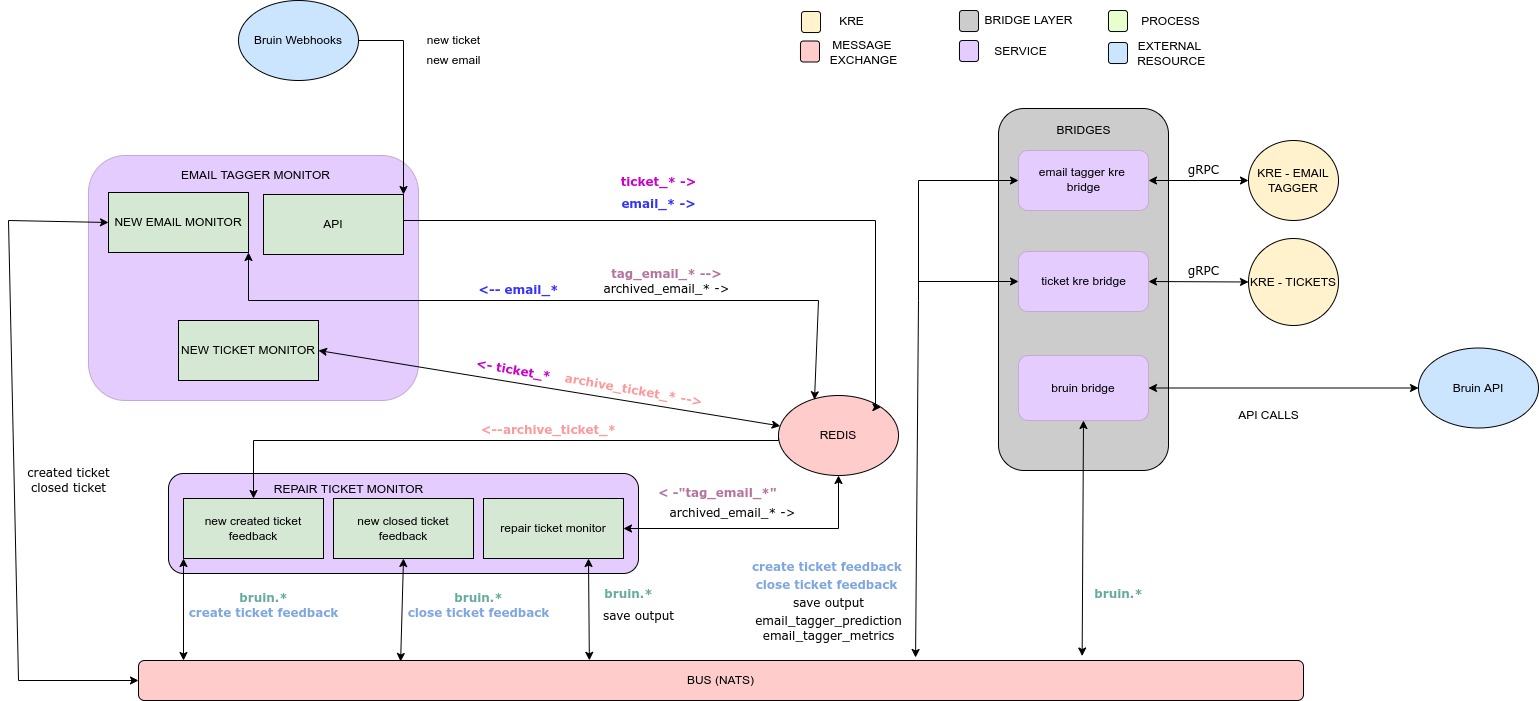 Bruin Webhooks
new ticket
new email
KRE
BRIDGE LAYER
PROCESS
MESSAGE
EXCHANGE
SERVICE
EXTERNAL
RESOURCE
EMAIL TAGGER MONITOR
NEW EMAIL MONITOR
API
NEW TICKET MONITOR
ticket_* ->
email_* ->
tag_email_* -->
<-- email_*
archived_email_* ->
<- ticket_*
archive_ticket_* -->
<--archive_ticket_*
REDIS
BRIDGES
email tagger kre
bridge
gRPC
KRE - EMAIL
TAGGER
ticket kre bridge
gRPC
KRE - TICKETS
bruin bridge
API CALLS
Bruin API
created ticket
closed ticket
REPAIR TICKET MONITOR
new created ticket
feedback
new closed ticket
feedback
repair ticket monitor
< -"tag_email_*"
archived_email_* ->
bruin.*
create ticket feedback
bruin.*
close ticket feedback
bruin.*
save output
create ticket feedback
close ticket feedback
save output
email_tagger_prediction
email_tagger_metrics
bruin.*
BUS (NATS)